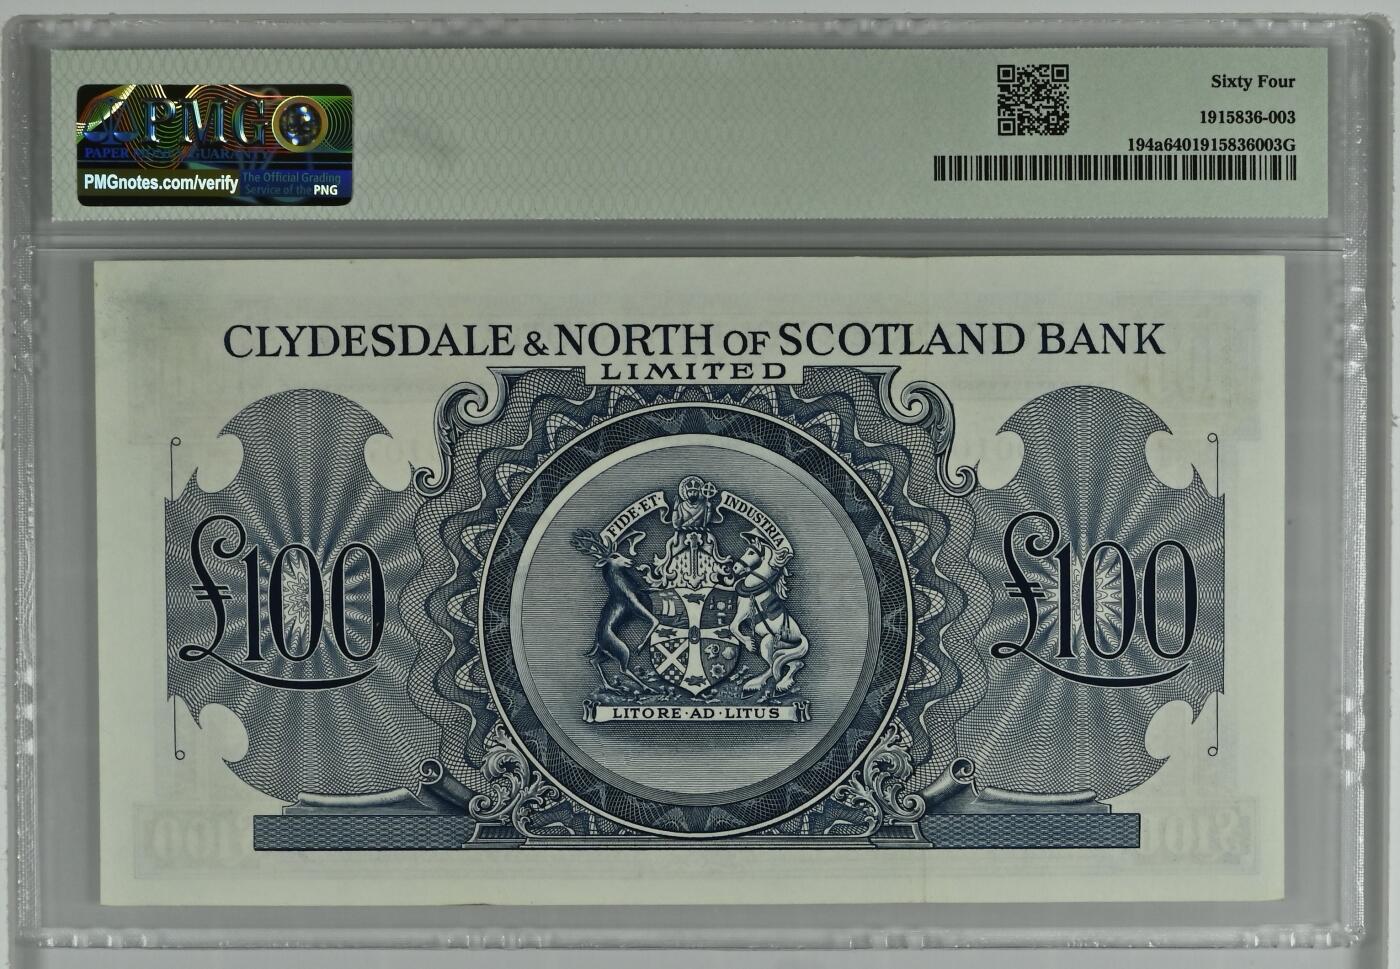 PMG
PAPER MONEY GUARANTY
PMGnotes.com/verify
The Official Grading
Service of the PNG
Sixty Four
1915836-003
194a6401915836003G
CLYDESDALE & NORTH OF SCOTLAND BANK
LIMITED
FIDE·ET· INDUSTRIA
£100
£100
LITORE·AD·LITUS